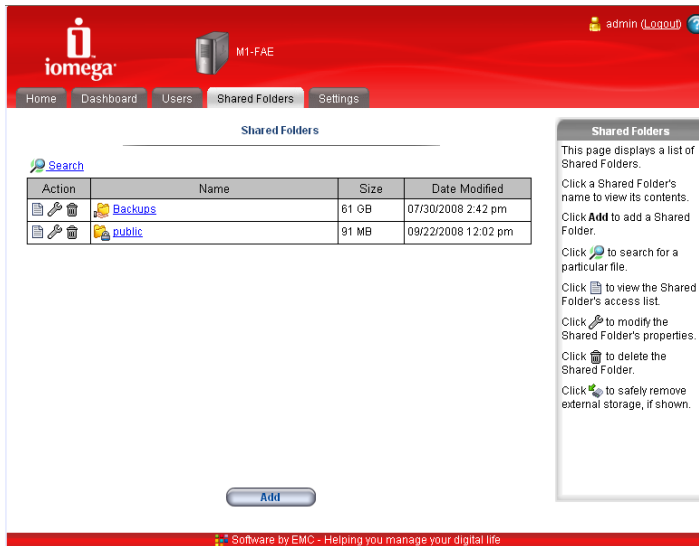 admin (Logout) ?
iomega
M1-FAE
Home Dashboard Users Shared Folders Settings
Shared Folders
Search
Action Name Size Date Modified
Backups 61 GB 07/30/2008 2:42 pm
public 91 MB 09/22/2008 12:02 pm
Add
Shared Folders
This page displays a list of
Shared Folders.
Click a Shared Folder's
name to view its contents.
Click Add to add a Shared
Folder.
Click to search for a
particular file.
Click to view the Shared
Folder's access list.
Click to modify the
Shared Folder's properties.
Click to delete the
Shared Folder.
Click to safely remove
external storage, if shown.
Software by EMC - Helping you manage your digital life